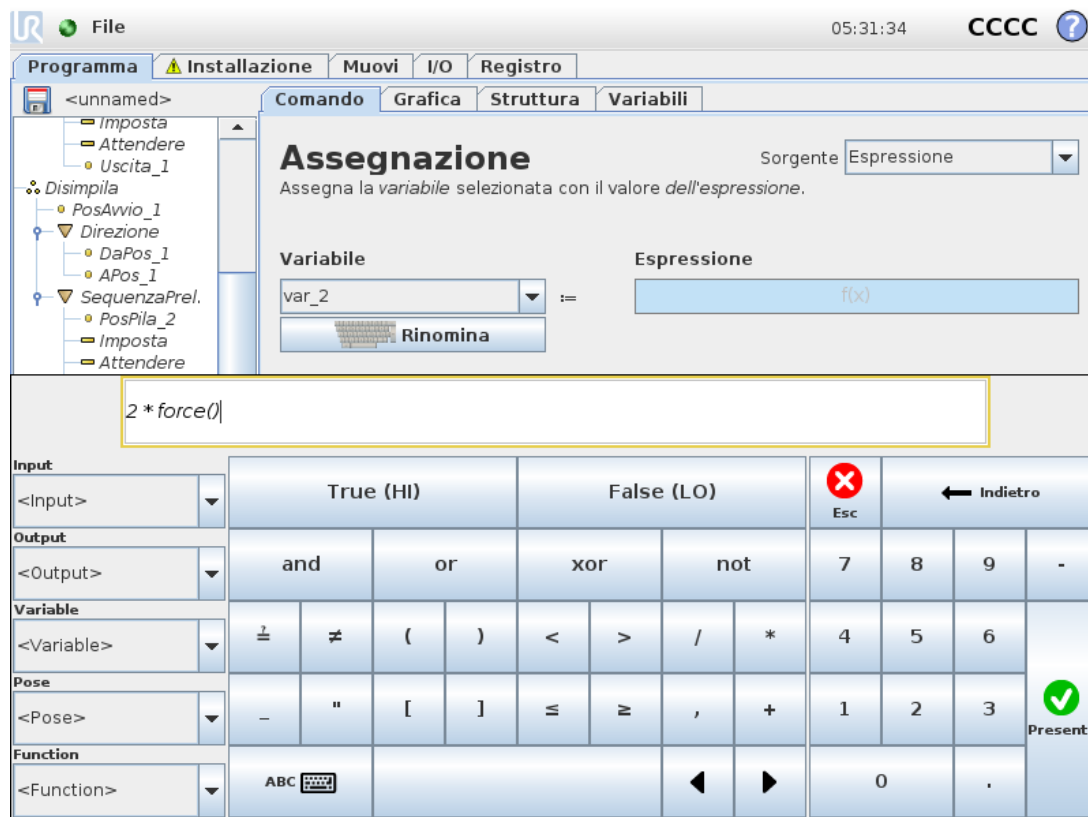 UR File 05:31:34 CCCC ?
Programma Installazione Muovi I/O Registro
<unnamed> Comando Grafica Struttura Variabili
Imposta
Attendere
Uscita_1
Disimpila
PosAvvio_1
Direzione
DaPos_1
APos_1
SequenzaPrel.
PosPila_2
Imposta
Attendere
Assegnazione
Sorgente Espressione
Assegna la variabile selezionata con il valore dell'espressione.
Variabile Espressione
var_2 := f(x)
Rinomina
2 * force()
Input
<Input> True (HI) False (LO) Esc Indietro
Output
<Output> and or xor not 7 8 9 -
Variable
<Variable> ≟ ≠ ( ) < > / * 4 5 6
Pose
<Pose> _ " [ ] ≤ ≥ , + 1 2 3 Present
Function
<Function> ABC 0 .